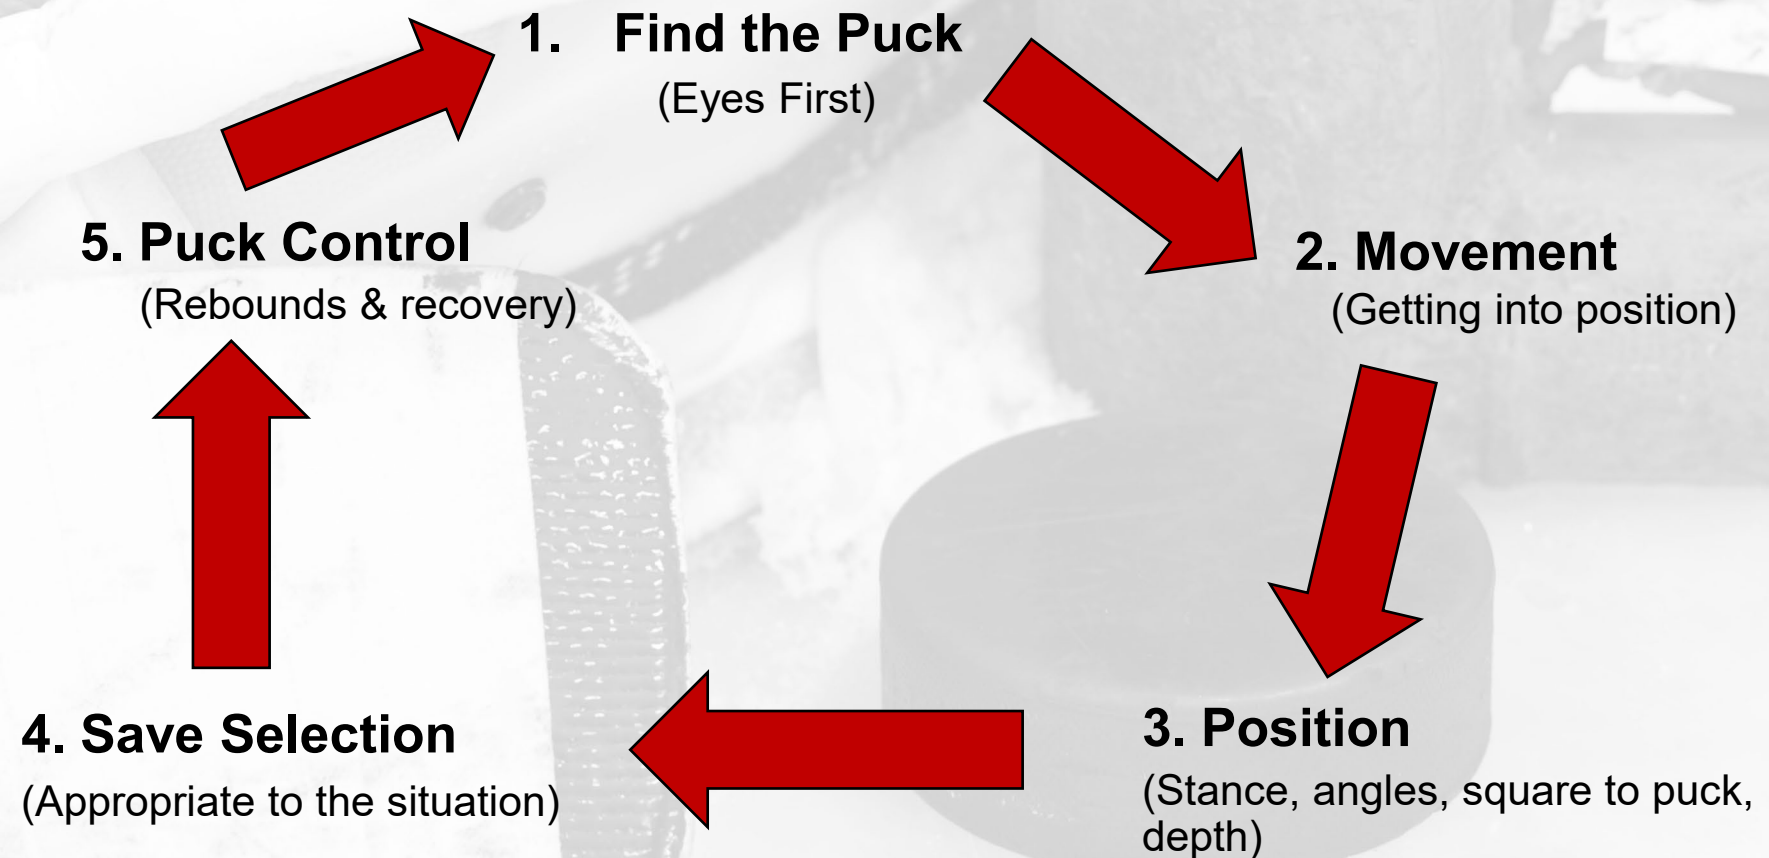 1. Find the Puck
(Eyes First)
2. Movement
(Getting into position)
3. Position
(Stance, angles, square to puck,
depth)
4. Save Selection
(Appropriate to the situation)
5. Puck Control
(Rebounds & recovery)